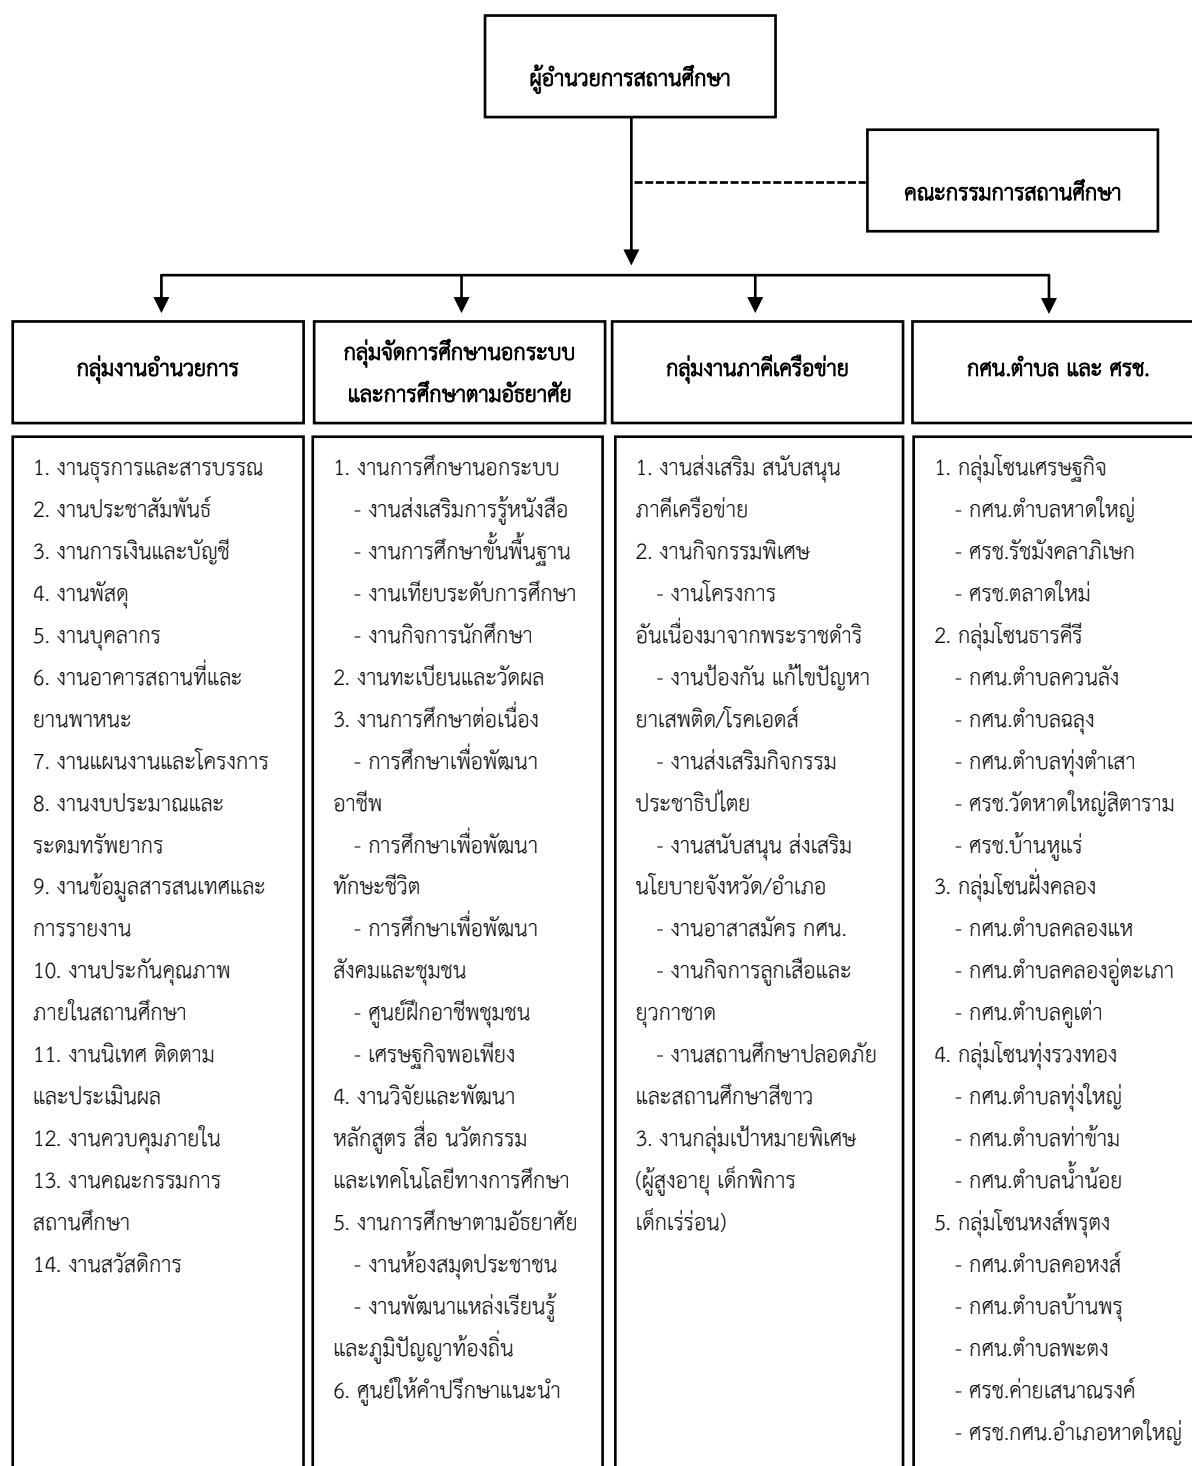 ผู้อำนวยการสถานศึกษา
คณะกรรมการสถานศึกษา
กลุ่มงานอำนวยการ
1. งานธุรการและสารบรรณ
2. งานประชาสัมพันธ์
3. งานการเงินและบัญชี
4. งานพัสดุ
5. งานบุคลากร
6. งานอาคารสถานที่และ
ยานพาหนะ
7. งานแผนงานและโครงการ
8. งานงบประมาณและ
ระดมทรัพยากร
9. งานข้อมูลสารสนเทศและ
การรายงาน
10. งานประกันคุณภาพ
ภายในสถานศึกษา
11. งานนิเทศ ติดตาม
และประเมินผล
12. งานควบคุมภายใน
13. งานคณะกรรมการ
สถานศึกษา
14. งานสวัสดิการ
กลุ่มจัดการศึกษานอกระบบ
และการศึกษาตามอัธยาศัย
1. งานการศึกษานอกระบบ
- งานส่งเสริมการรู้หนังสือ
- งานการศึกษาขั้นพื้นฐาน
- งานเทียบระดับการศึกษา
- งานกิจการนักศึกษา
2. งานทะเบียนและวัดผล
3. งานการศึกษาต่อเนื่อง
- การศึกษาเพื่อพัฒนา
อาชีพ
- การศึกษาเพื่อพัฒนา
ทักษะชีวิต
- การศึกษาเพื่อพัฒนา
สังคมและชุมชน
- ศูนย์ฝึกอาชีพชุมชน
- เศรษฐกิจพอเพียง
4. งานวิจัยและพัฒนา
หลักสูตร สื่อ นวัตกรรม
และเทคโนโลยีทางการศึกษา
5. งานการศึกษาตามอัธยาศัย
- งานห้องสมุดประชาชน
- งานพัฒนาแหล่งเรียนรู้
และภูมิปัญญาท้องถิ่น
6. ศูนย์ให้คำปรึกษาแนะนำ
กลุ่มงานภาคีเครือข่าย
1. งานส่งเสริม สนับสนุน
ภาคีเครือข่าย
2. งานกิจกรรมพิเศษ
- งานโครงการ
อันเนื่องมาจากพระราชดำริ
- งานป้องกัน แก้ไขปัญหา
ยาเสพติด/โรคเอดส์
- งานส่งเสริมกิจกรรม
ประชาธิปไตย
- งานสนับสนุน ส่งเสริม
นโยบายจังหวัด/อำเภอ
- งานอาสาสมัคร กศน.
- งานกิจการลูกเสือและ
ยุวกาชาด
- งานสถานศึกษาปลอดภัย
และสถานศึกษาสีขาว
3. งานกลุ่มเป้าหมายพิเศษ
(ผู้สูงอายุ เด็กพิการ
เด็กเร่ร่อน)
กศน.ตำบล และ ศรช.
1. กลุ่มโซนเศรษฐกิจ
- กศน.ตำบลหาดใหญ่
- ศรช.รัชมังคลาภิเษก
- ศรช.ตลาดใหม่
2. กลุ่มโซนธารคีรี
- กศน.ตำบลควนลัง
- กศน.ตำบลฉลุง
- กศน.ตำบลทุ่งตำเสา
- ศรช.วัดหาดใหญ่สิตาราม
- ศรช.บ้านหูแร่
3. กลุ่มโซนฝั่งคลอง
- กศน.ตำบลคลองแห
- กศน.ตำบลคลองอู่ตะเภา
- กศน.ตำบลคูเต่า
4. กลุ่มโซนทุ่งรวงทอง
- กศน.ตำบลทุ่งใหญ่
- กศน.ตำบลท่าข้าม
- กศน.ตำบลน้ำน้อย
5. กลุ่มโซนหงส์พรุตง
- กศน.ตำบลคอหงส์
- กศน.ตำบลบ้านพรุ
- กศน.ตำบลพะตง
- ศรช.ค่ายเสนาณรงค์
- ศรช.กศน.อำเภอหาดใหญ่